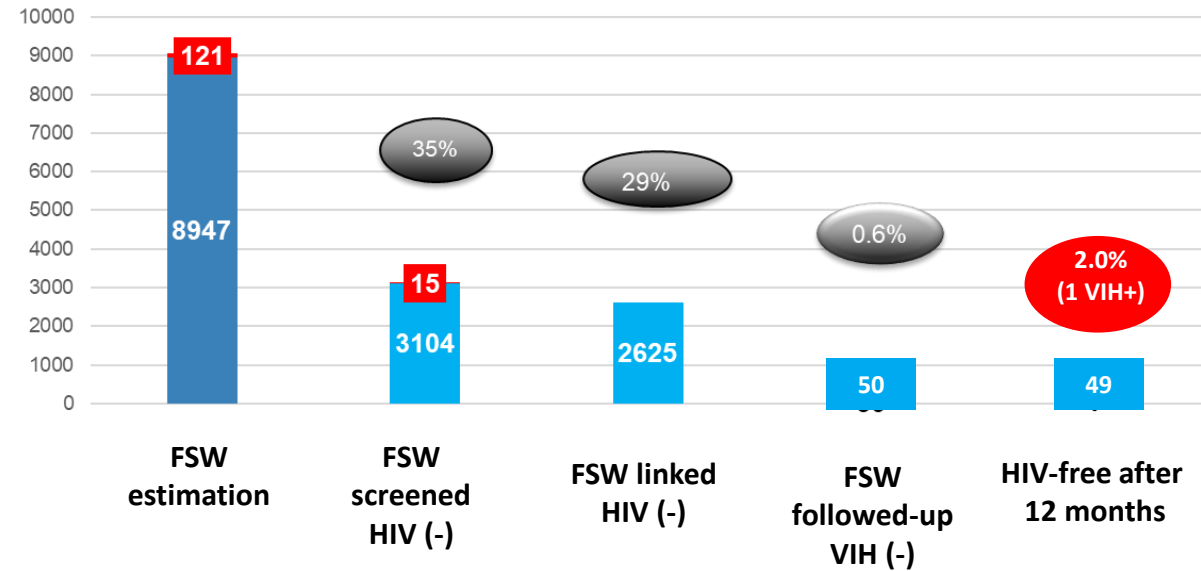 10000
9000
8000
7000
6000
5000
4000
3000
2000
1000
0
121
8947
35%
15
3104
29%
2625
0.6%
50
2.0%
(1 VIH+)
49
FSW
estimation
FSW
screened
HIV (-)
FSW linked
HIV (-)
FSW
followed-up
VIH (-)
HIV-free after
12 months